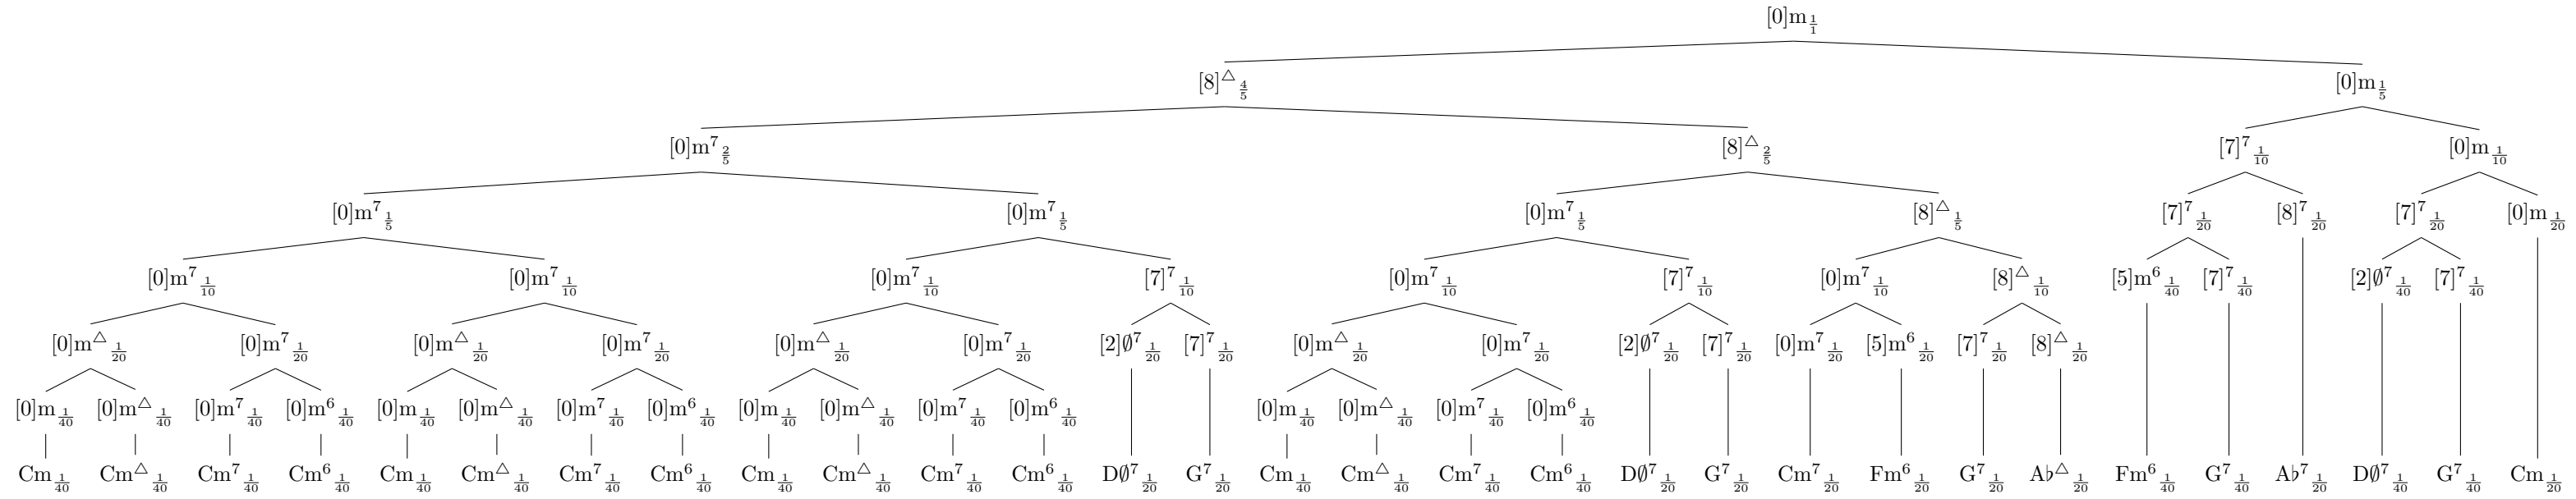 [0]m 1/1
[8]△ 4/5 [0]m 1/5
[0]m⁷ 2/5 [8]△ 2/5 [7]⁷ 1/10 [0]m 1/10
[0]m⁷ 1/5 [0]m⁷ 1/5 [0]m⁷ 1/5 [8]△ 1/5 [7]⁷ 1/20 [8]⁷ 1/20 [7]⁷ 1/20 [0]m 1/20
[0]m⁷ 1/10 [0]m⁷ 1/10 [0]m⁷ 1/10 [7]⁷ 1/10 [0]m⁷ 1/10 [7]⁷ 1/10 [0]m⁷ 1/10 [8]△ 1/10 [5]m⁶ 1/40 [7]⁷ 1/40 [2]∅⁷ 1/40 [7]⁷ 1/40
[0]m△ 1/20 [0]m⁷ 1/20 [0]m△ 1/20 [0]m⁷ 1/20 [0]m△ 1/20 [0]m⁷ 1/20 [2]∅⁷ 1/20 [7]⁷ 1/20 [0]m△ 1/20 [0]m⁷ 1/20 [2]∅⁷ 1/20 [7]⁷ 1/20 [0]m⁷ 1/20 [5]m⁶ 1/20 [7]⁷ 1/20 [8]△ 1/20
[0]m 1/40 [0]m△ 1/40 [0]m⁷ 1/40 [0]m⁶ 1/40 [0]m 1/40 [0]m△ 1/40 [0]m⁷ 1/40 [0]m⁶ 1/40 [0]m 1/40 [0]m△ 1/40 [0]m⁷ 1/40 [0]m⁶ 1/40 [0]m 1/40 [0]m△ 1/40 [0]m⁷ 1/40 [0]m⁶ 1/40
Cm 1/40 Cm△ 1/40 Cm⁷ 1/40 Cm⁶ 1/40 Cm 1/40 Cm△ 1/40 Cm⁷ 1/40 Cm⁶ 1/40 Cm 1/40 Cm△ 1/40 Cm⁷ 1/40 Cm⁶ 1/40 D∅⁷ 1/20 G⁷ 1/20 Cm 1/40 Cm△ 1/40 Cm⁷ 1/40 Cm⁶ 1/40 D∅⁷ 1/20 G⁷ 1/20 Cm⁷ 1/20 Fm⁶ 1/20 G⁷ 1/20 A♭△ 1/20 Fm⁶ 1/40 G⁷ 1/40 A♭⁷ 1/20 D∅⁷ 1/40 G⁷ 1/40 Cm 1/20